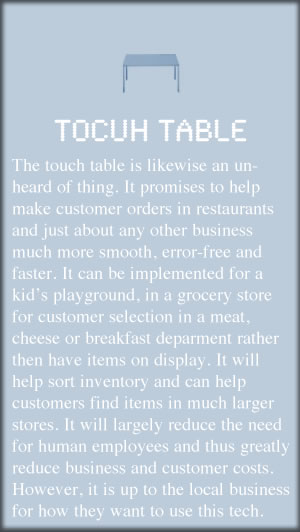 TOCUH TABLE
The touch table is likewise an un-
heard of thing. It promises to help
make customer orders in restaurants
and just about any other business
much more smooth, error-free and
faster. It can be implemented for a
kid's playground, in a grocery store
for customer selection in a meat,
cheese or breakfast deparment rather
then have items on display. It will
help sort inventory and can help
customers find items in much larger
stores. It will largely reduce the need
for human employees and thus greatly
reduce business and customer costs.
However, it is up to the local business
for how they want to use this tech.